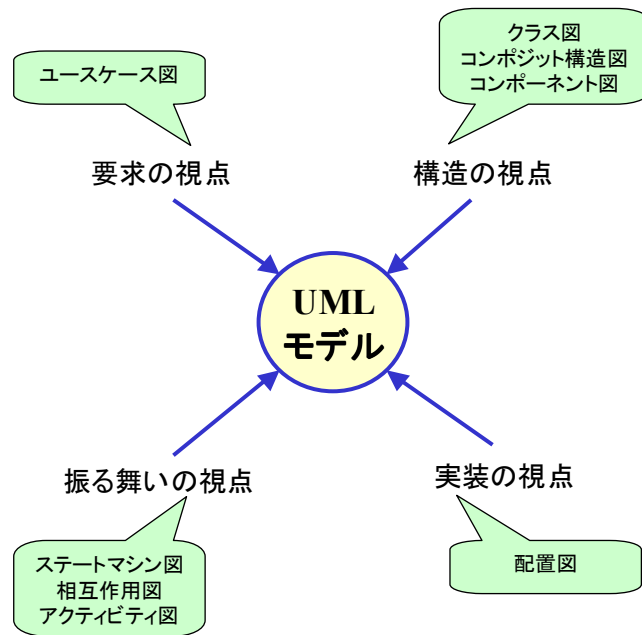 ユースケース図
クラス図
コンポジット構造図
コンポーネント図
要求の視点
構造の視点
UML
モデル
振る舞いの視点
実装の視点
ステートマシン図
相互作用図
アクティビティ図
配置図